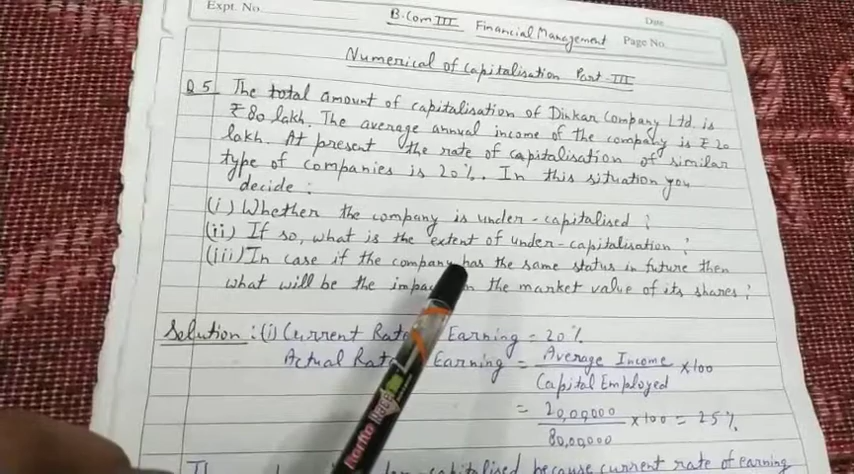 Expt. No.
B.Com III Financial Management
Date
Page No.
Numerical of Capitalisation Part-III
Q5 The total amount of capitalisation of Dinkar Company Ltd. is
₹80 lakh. The average annual income of the company is ₹20
lakh. At present the rate of capitalisation of similar
type of companies is 20%. In this situation you
decide:
(i) Whether the company is under-capitalised?
(ii) If so, what is the extent of under-capitalisation?
(iii) In case if the company has the same status in future then
what will be the the market value of its shares?
Solution: (i) Current Earning = 20%
Actual Earning = Average Income / Capital Employed ×100
= 20,00,000 / 80,00,000 ×100 = 25%
capitalised because current rate of earning